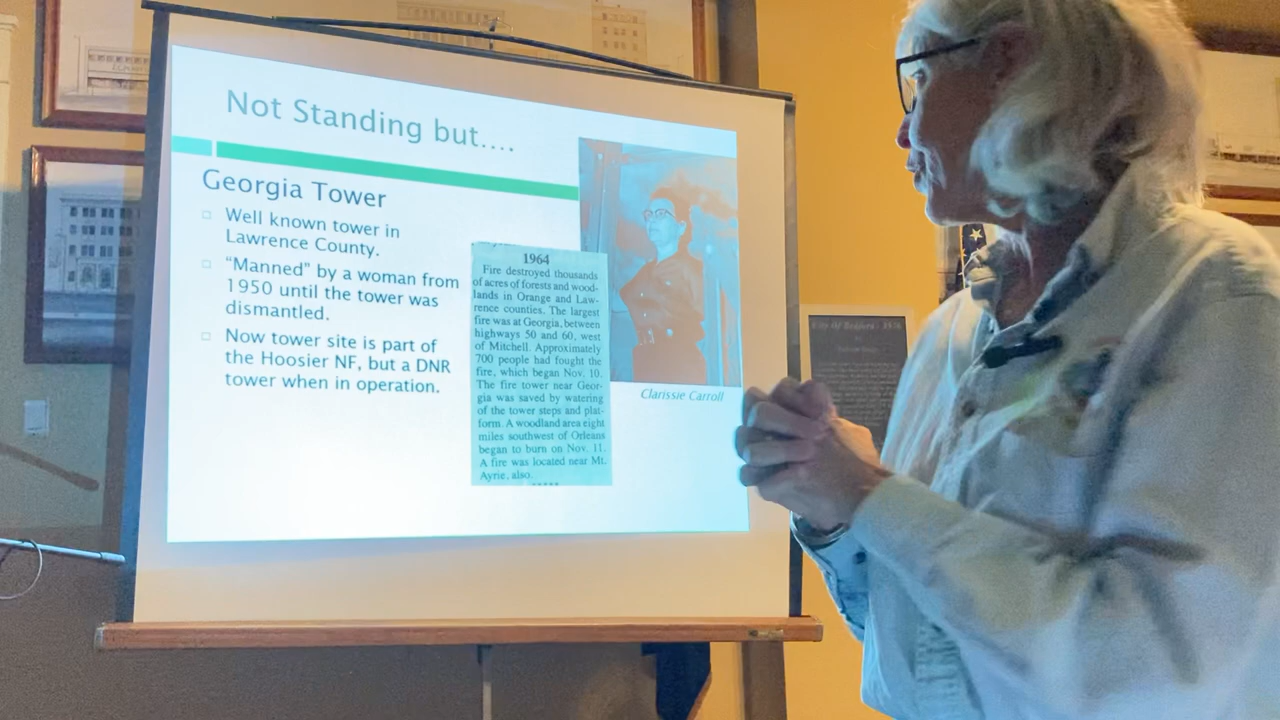 Not Standing but....
Georgia Tower
Well known tower in
Lawrence County.
“Manned” by a woman from
1950 until the tower was
dismantled.
Now tower site is part of
the Hoosier NF, but a DNR
tower when in operation.
1964
Fire destroyed thousands
of acres of forests and wood-
lands in Orange and Law-
rence counties. The largest
fire was at Georgia, between
highways 50 and 60, west
of Mitchell. Approximately
700 people had fought the
fire, which began Nov. 10.
The fire tower near Geor-
gia was saved by watering
of the tower steps and plat-
form. A woodland area eight
miles southwest of Orleans
began to burn on Nov. 11.
A fire was located near Mt.
Ayrie, also.
*****
Clarissie Carroll
City Of Bedford